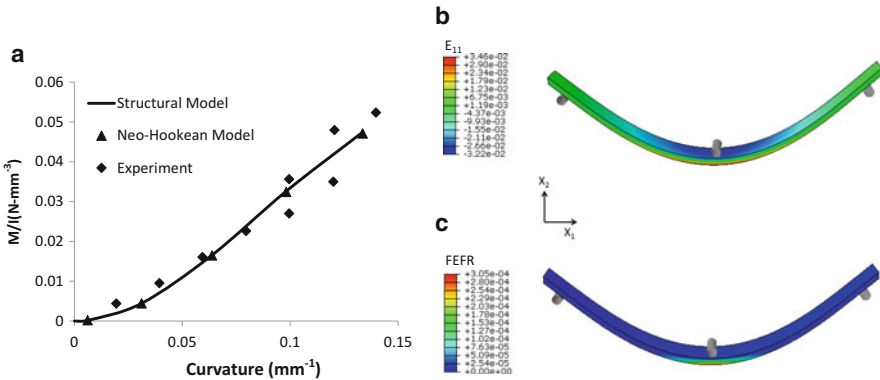 a
0.06
0.05
0.04
0.03
0.02
0.01
0
M/I(N-mm⁻³)
Structural Model
Neo-Hookean Model
Experiment
0
0.05
0.1
0.15
Curvature (mm⁻¹)
b
E₁₁
+3.46e-02
+2.90e-02
+2.34e-02
+1.79e-02
+1.23e-02
+6.75e-03
+1.19e-03
-4.37e-03
-9.93e-03
-1.55e-02
-2.11e-02
-2.66e-02
-3.22e-02
X₂
X₁
c
FEFR
+3.05e-04
+2.80e-04
+2.54e-04
+2.29e-04
+2.03e-04
+1.78e-04
+1.53e-04
+1.27e-04
+1.02e-04
+7.63e-05
+5.09e-05
+2.54e-05
+0.00e+00